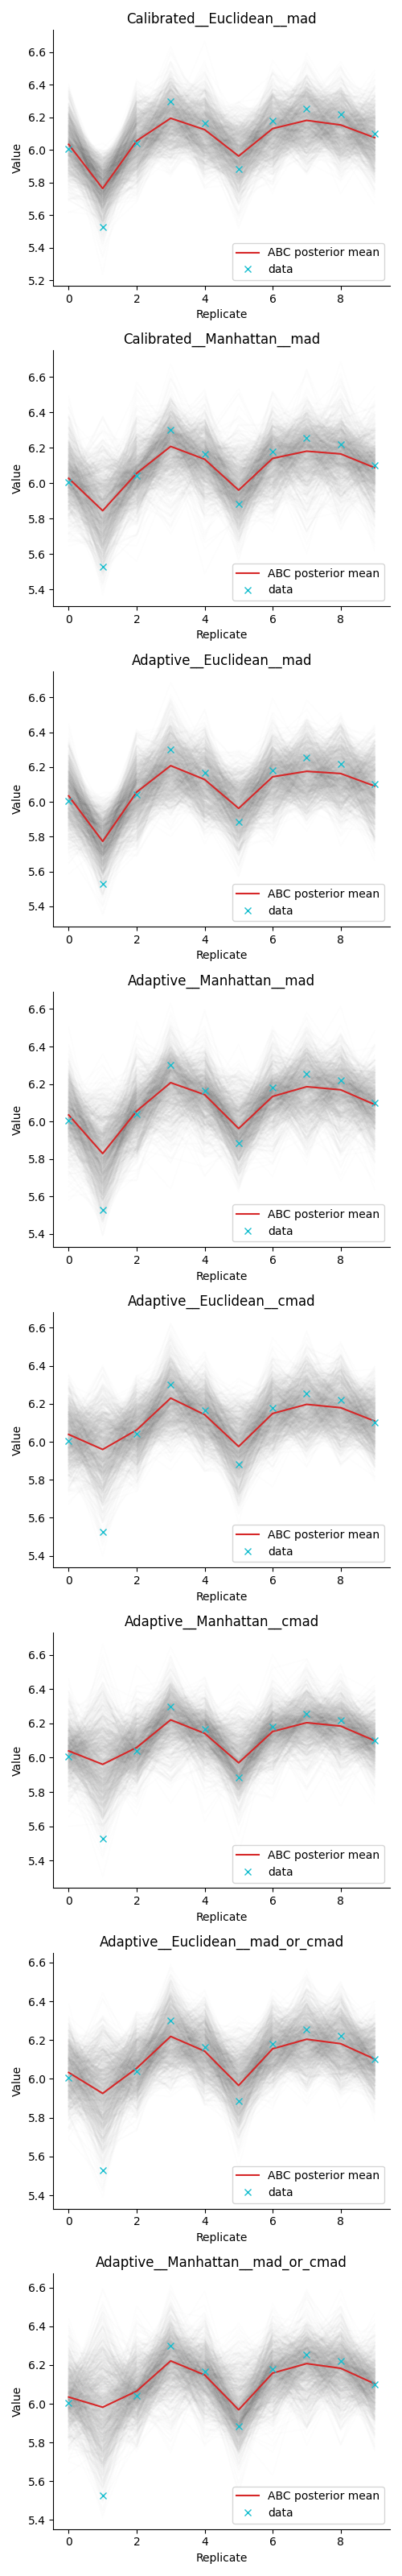 Calibrated__Euclidean__mad
6.6
6.4
6.2
6.0
5.8
5.6
5.4
5.2
Value
ABC posterior mean
data
0 2 4 6 8
Replicate
Calibrated__Manhattan__mad
6.6
6.4
6.2
6.0
5.8
5.6
5.4
Value
ABC posterior mean
data
0 2 4 6 8
Replicate
Adaptive__Euclidean__mad
6.6
6.4
6.2
6.0
5.8
5.6
5.4
Value
ABC posterior mean
data
0 2 4 6 8
Replicate
Adaptive__Manhattan__mad
6.6
6.4
6.2
6.0
5.8
5.6
5.4
Value
ABC posterior mean
data
0 2 4 6 8
Replicate
Adaptive__Euclidean__cmad
6.6
6.4
6.2
6.0
5.8
5.6
5.4
Value
ABC posterior mean
data
0 2 4 6 8
Replicate
Adaptive__Manhattan__cmad
6.6
6.4
6.2
6.0
5.8
5.6
5.4
Value
ABC posterior mean
data
0 2 4 6 8
Replicate
Adaptive__Euclidean__mad_or_cmad
6.6
6.4
6.2
6.0
5.8
5.6
5.4
Value
ABC posterior mean
data
0 2 4 6 8
Replicate
Adaptive__Manhattan__mad_or_cmad
6.6
6.4
6.2
6.0
5.8
5.6
5.4
Value
ABC posterior mean
data
0 2 4 6 8
Replicate